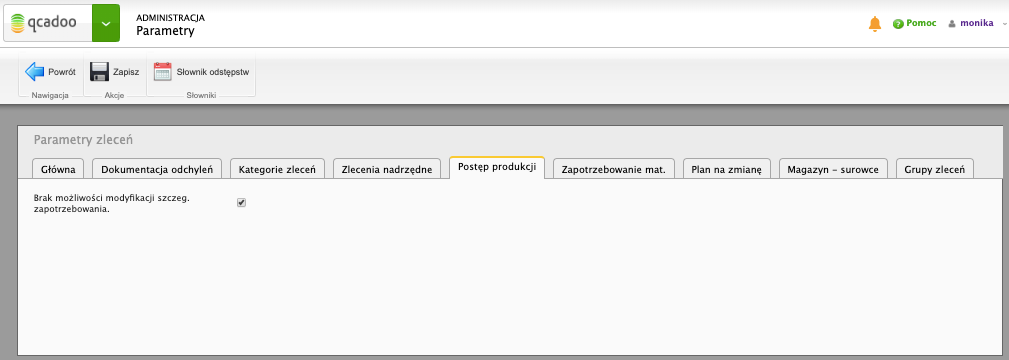 qcadoo
ADMINISTRACJA
Parametry
Pomoc
monika
Powrót
Zapisz
Słownik odstępstw
Nawigacja
Akcje
Słowniki
Parametry zleceń
Główna
Dokumentacja odchyleń
Kategorie zleceń
Zlecenia nadrzędne
Postęp produkcji
Zapotrzebowanie mat.
Plan na zmianę
Magazyn - surowce
Grupy zleceń
Brak możliwości modyfikacji szczeg.
zapotrzebowania.